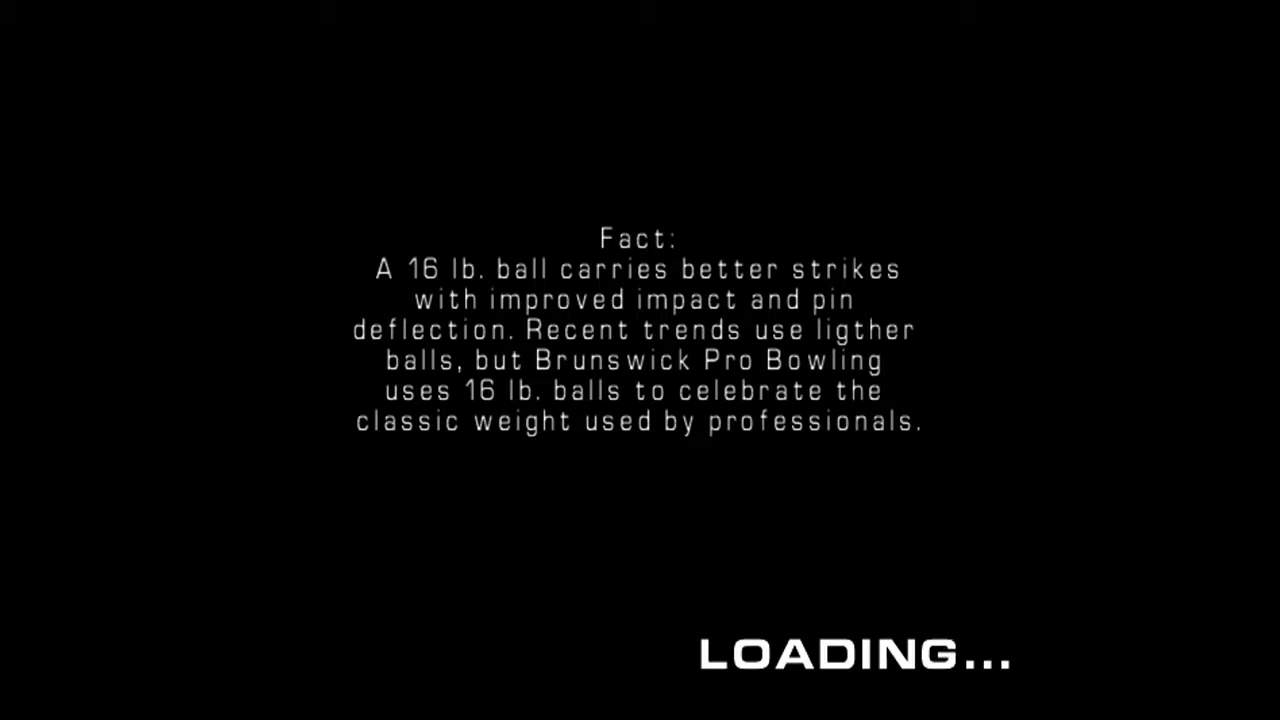 Fact:
A 16 lb. ball carries better strikes
with improved impact and pin
deflection. Recent trends use ligther
balls, but Brunswick Pro Bowling
uses 16 lb. balls to celebrate the
classic weight used by professionals.
LOADING...